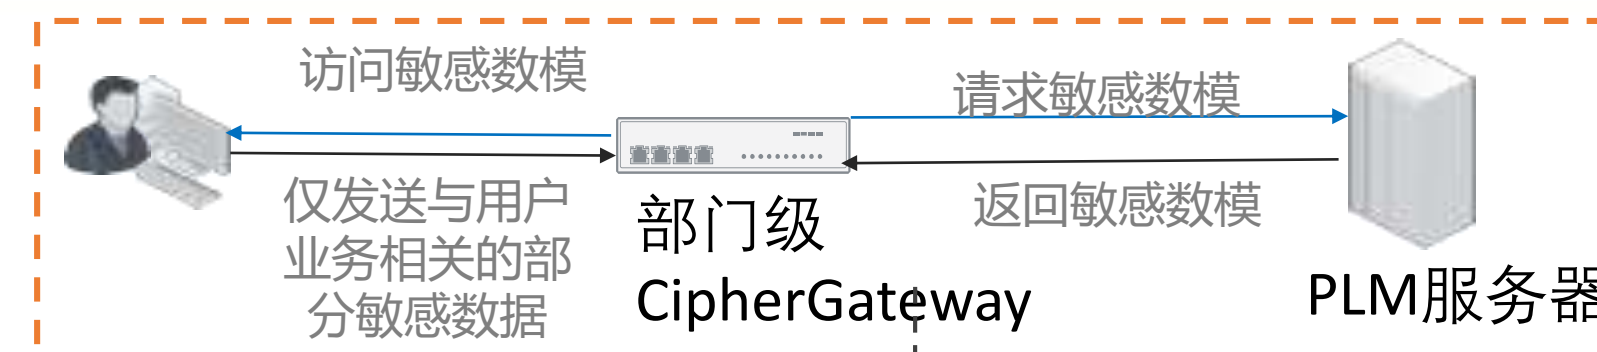 访问敏感数模
请求敏感数模
仅发送与用户
业务相关的部
分敏感数据
返回敏感数模
部门级
CipherGateway
PLM服务器